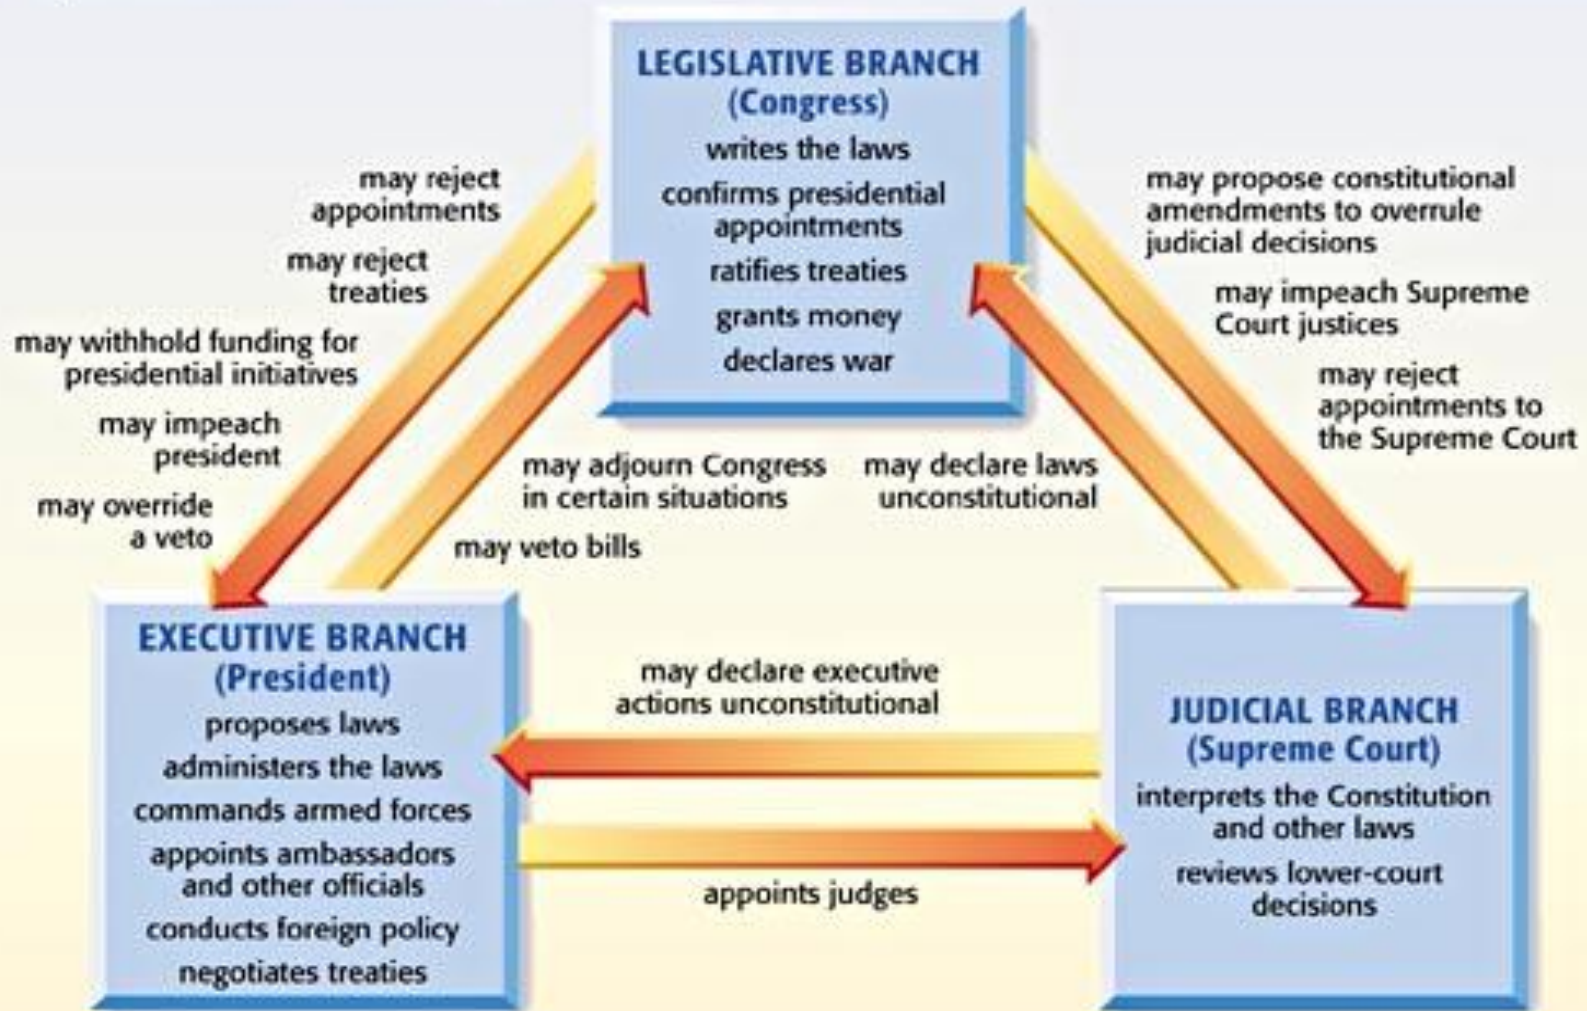 LEGISLATIVE BRANCH
(Congress)
writes the laws
confirms presidential
appointments
ratifies treaties
grants money
declares war
may reject
appointments
may reject
treaties
may withhold funding for
presidential initiatives
may impeach
president
may override
a veto
may adjourn Congress
in certain situations
may veto bills
may declare laws
unconstitutional
may propose constitutional
amendments to overrule
judicial decisions
may impeach Supreme
Court justices
may reject
appointments to
the Supreme Court
EXECUTIVE BRANCH
(President)
proposes laws
administers the laws
commands armed forces
appoints ambassadors
and other officials
conducts foreign policy
negotiates treaties
may declare executive
actions unconstitutional
appoints judges
JUDICIAL BRANCH
(Supreme Court)
interprets the Constitution
and other laws
reviews lower-court
decisions